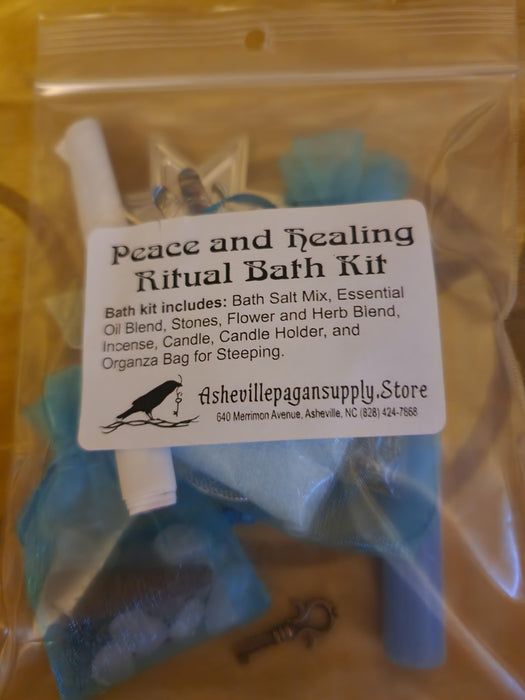 Peace and Healing
Ritual Bath Kit
Bath kit includes: Bath Salt Mix, Essential
Oil Blend, Stones, Flower and Herb Blend,
Incense, Candle, Candle Holder, and
Organza Bag for Steeping.
Ashevillepagansupply.Store
640 Merrimon Avenue, Asheville, NC (828) 424-7868